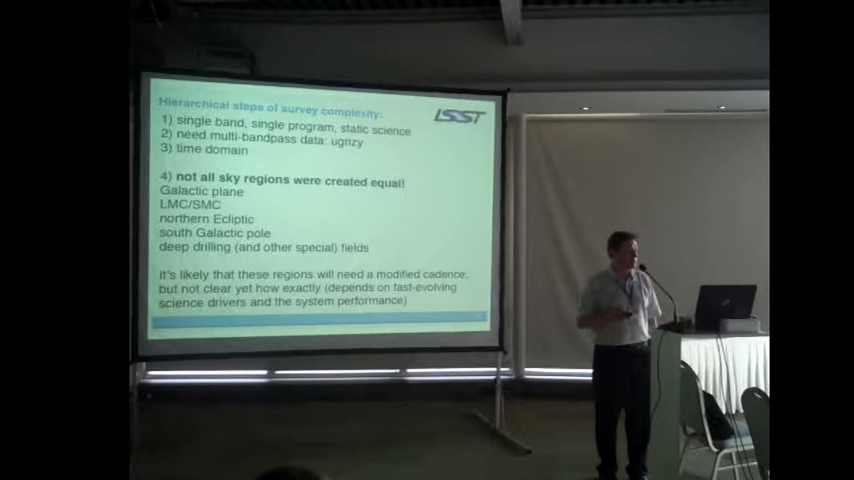 Hierarchical steps of survey complexity:
LSST
1) single band, single program, static science
2) need multi-bandpass data: ugrizy
3) time domain
4) not all sky regions were created equal!
Galactic plane
LMC/SMC
northern Ecliptic
south Galactic pole
deep drilling (and other special) fields
It's likely that these regions will need a modified cadence,
but not clear yet how exactly (depends on fast-evolving
science drivers and the system performance)